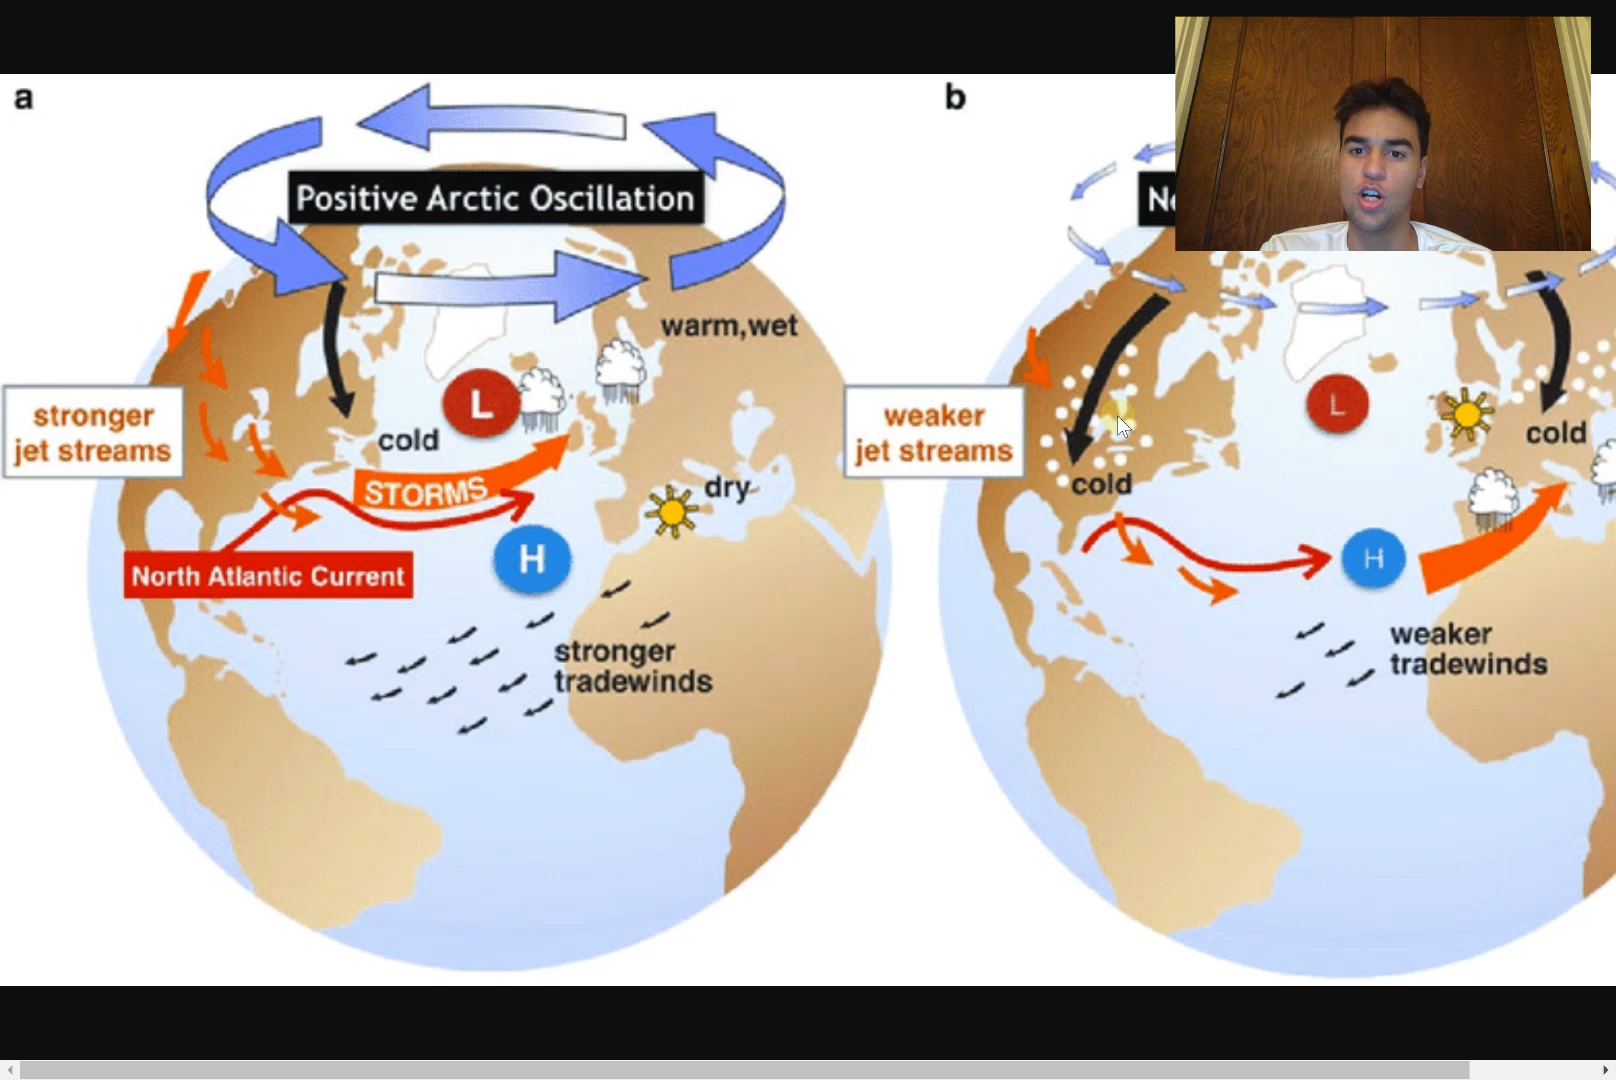 a
b
Positive Arctic Oscillation
Ne
warm,wet
stronger
jet streams
L
cold
STORMS
dry
H
North Atlantic Current
stronger
tradewinds
weaker
jet streams
L
cold
cold
H
weaker
tradewinds